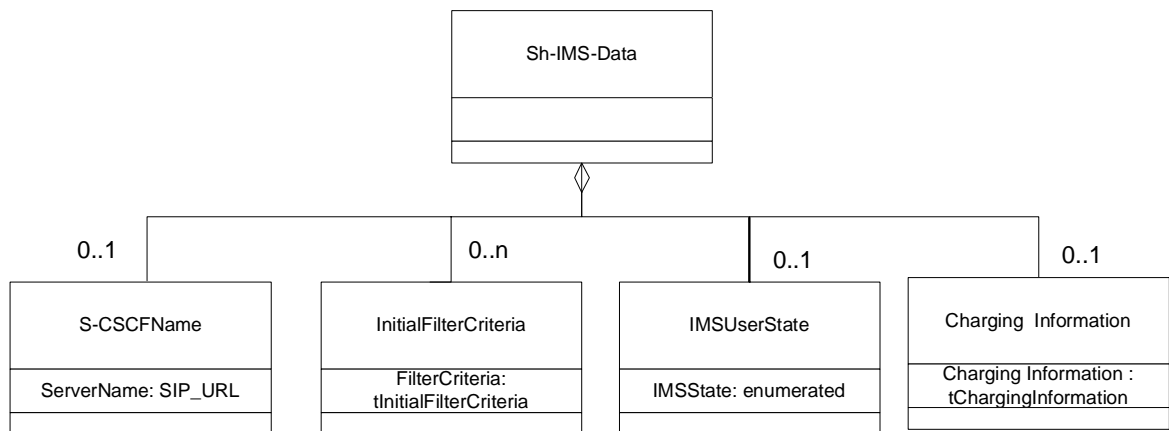 Sh-IMS-Data
0..1
0..n
0..1
0..1
S-CSCFName
InitialFilterCriteria
IMSUserState
Charging Information
ServerName: SIP_URL
FilterCriteria:
tInitialFilterCriteria
IMSState: enumerated
Charging Information :
tChargingInformation